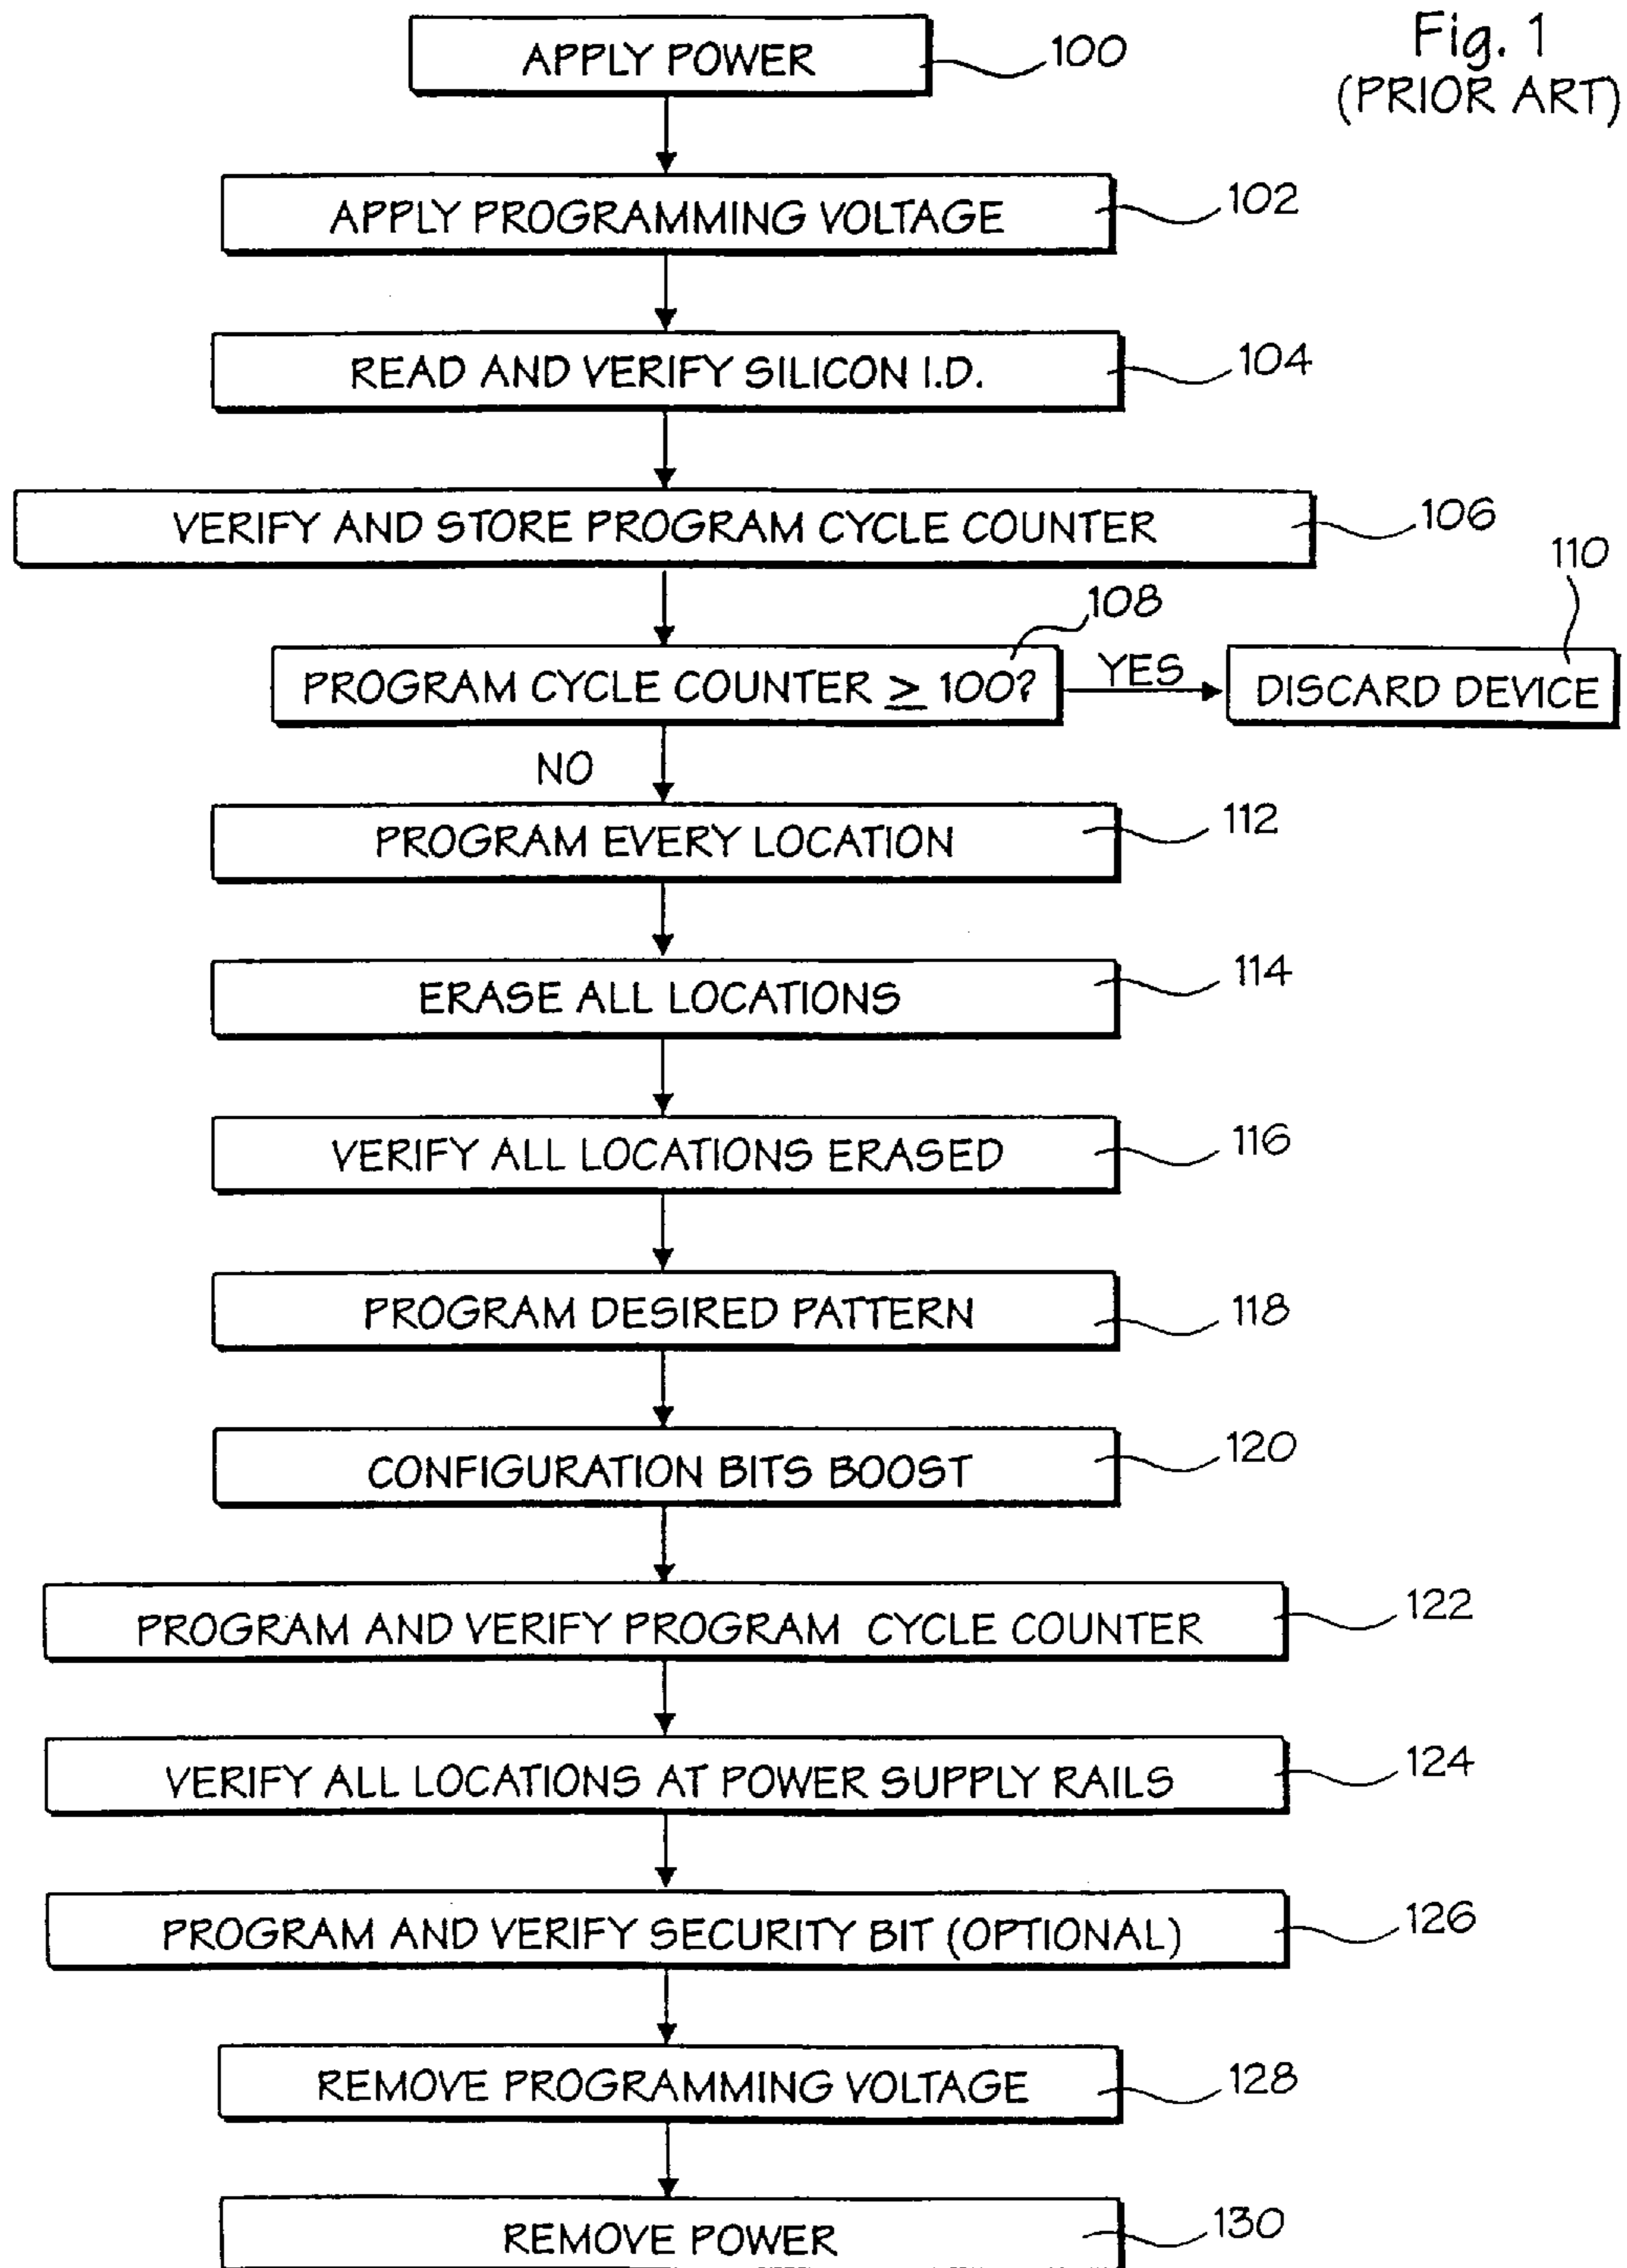 Fig. 1
(PRIOR ART)
APPLY POWER
100
APPLY PROGRAMMING VOLTAGE
102
READ AND VERIFY SILICON I.D.
104
VERIFY AND STORE PROGRAM CYCLE COUNTER
106
PROGRAM CYCLE COUNTER ≥ 100?
108
YES
DISCARD DEVICE
110
NO
PROGRAM EVERY LOCATION
112
ERASE ALL LOCATIONS
114
VERIFY ALL LOCATIONS ERASED
116
PROGRAM DESIRED PATTERN
118
CONFIGURATION BITS BOOST
120
PROGRAM AND VERIFY PROGRAM CYCLE COUNTER
122
VERIFY ALL LOCATIONS AT POWER SUPPLY RAILS
124
PROGRAM AND VERIFY SECURITY BIT (OPTIONAL)
126
REMOVE PROGRAMMING VOLTAGE
128
REMOVE POWER
130